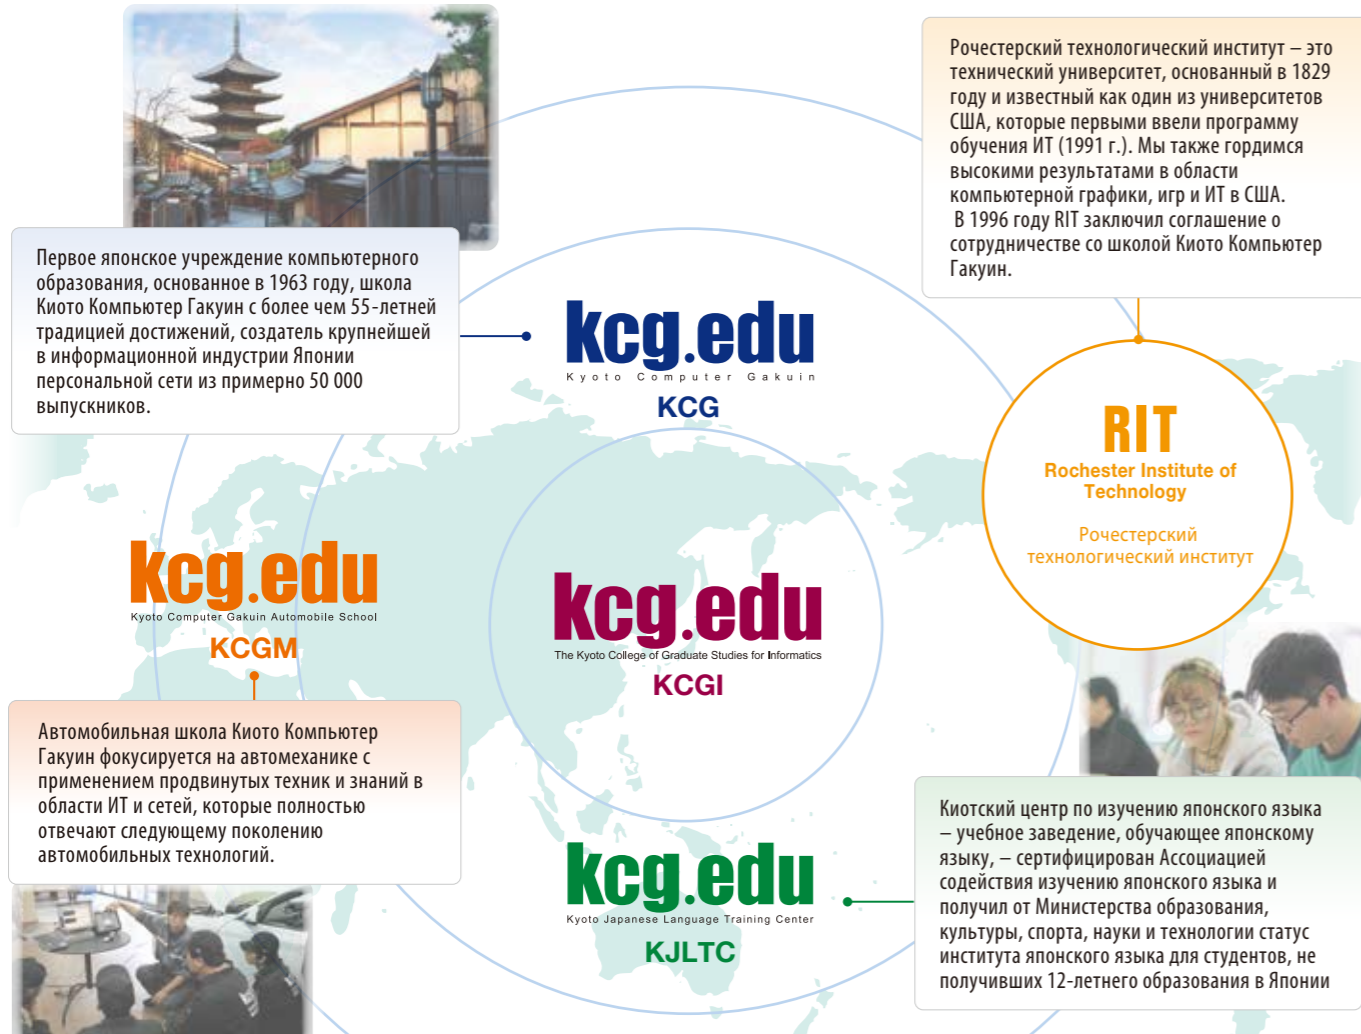 Рочестерский технологический институт – это
технический университет, основанный в 1829
году и известный как один из университетов
США, которые первыми ввели программу
обучения ИТ (1991 г.). Мы также гордимся
высокими результатами в области
компьютерной графики, игр и ИТ в США.
В 1996 году RIT заключил соглашение о
сотрудничестве со школой Киото Компьютер
Гакуин.
Первое японское учреждение компьютерного
образования, основанное в 1963 году, школа
Киото Компьютер Гакуин с более чем 55-летней
традицией достижений, создатель крупнейшей
в информационной индустрии Японии
персональной сети из примерно 50 000
выпускников.
kcg.edu
Kyoto Computer Gakuin
KCG
RIT
Rochester Institute of
Technology
Рочестерский
технологический институт
kcg.edu
Kyoto Computer Gakuin Automobile School
KCGM
kcg.edu
The Kyoto College of Graduate Studies for Informatics
KCGI
Автомобильная школа Киото Компьютер
Гакуин фокусируется на автомеханике с
применением продвинутых техник и знаний в
области ИТ и сетей, которые полностью
отвечают следующему поколению
автомобильных технологий.
kcg.edu
Kyoto Japanese Language Training Center
KJLTC
Киотский центр по изучению японского языка
– учебное заведение, обучающее японскому
языку, – сертифицирован Ассоциацией
содействия изучению японского языка и
получил от Министерства образования,
культуры, спорта, науки и технологии статус
института японского языка для студентов, не
получивших 12-летнего образования в Японии